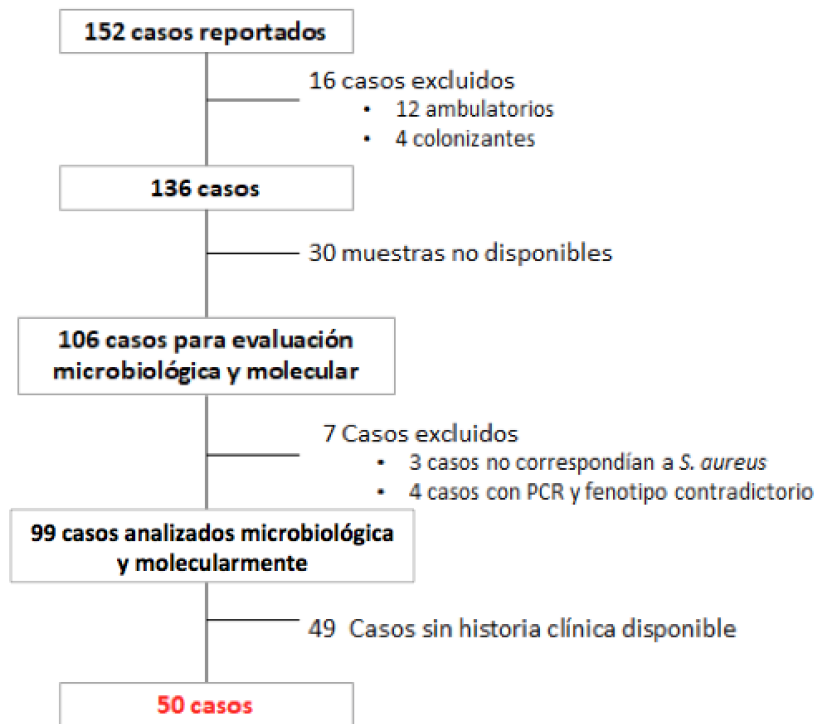 152 casos reportados
16 casos excluidos
• 12 ambulatorios
• 4 colonizantes
136 casos
30 muestras no disponibles
106 casos para evaluación
microbiológica y molecular
7 Casos excluidos
• 3 casos no correspondían a S. aureus
• 4 casos con PCR y fenotipo contradictorio
99 casos analizados microbiológica
y molecularmente
49 Casos sin historia clínica disponible
50 casos